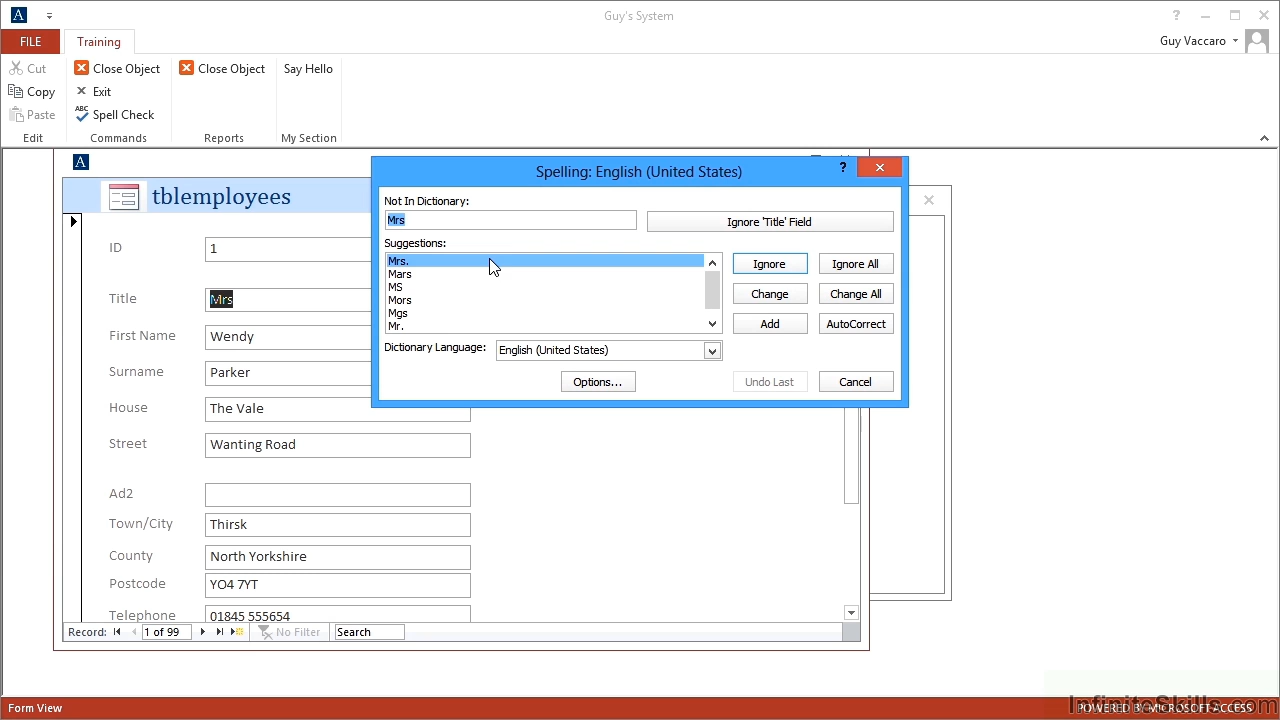 A
Guy's System
?
FILE
Training
Guy Vaccaro
Cut
Close Object
Close Object
Say Hello
Copy
Exit
Paste
ABC
Spell Check
Edit
Commands
Reports
My Section
A
Spelling: English (United States)
?
tblemployees
Not In Dictionary:
Mrs
Ignore 'Title' Field
Suggestions:
Mrs.
Mars
MS
Mors
Mgs
Mr.
Ignore
Ignore All
Change
Change All
Add
AutoCorrect
Dictionary Language:
English (United States)
Options...
Undo Last
Cancel
ID
1
Title
Mrs
First Name
Wendy
Surname
Parker
House
The Vale
Street
Wanting Road
Ad2
Town/City
Thirsk
County
North Yorkshire
Postcode
YO4 7YT
Telephone
01845 555654
Record:
1 of 99
No Filter
Search
Form View
POWERED BY MICROSOFT ACCESS
InfiniteSkills.com